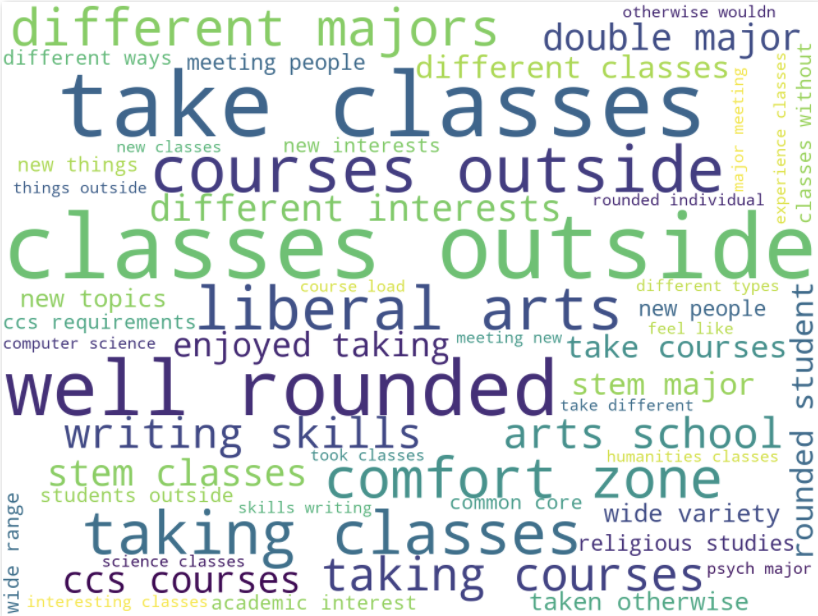 otherwise wouldn
different majors
double major
different ways
meeting people
different classes
take classes
major meeting
experience classes
classes without
new classes
new interests
new things
courses outside
things outside
rounded individual
different interests
classes outside
course load
different types
new topics
liberal arts
new people
ccs requirements
feel like
computer science
enjoyed taking
meeting new
take courses
rounded student
well rounded
stem major
take different
writing skills
arts school
took classes
humanities classes
stem classes
comfort zone
students outside
common core
skills writing
wide variety
wide range
taking classes
religious studies
science classes
ccs courses
taking courses
psych major
interesting classes
academic interest
taken otherwise